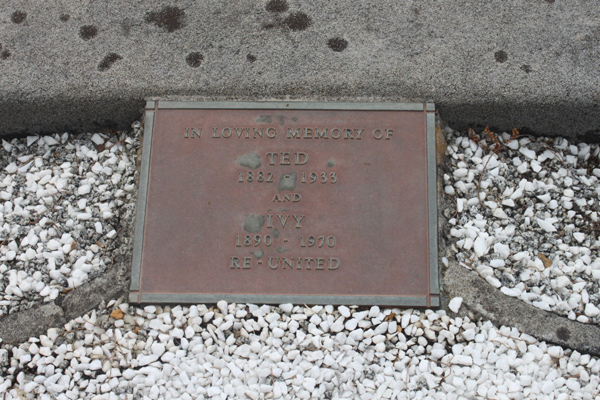 IN LOVING MEMORY OF
TED
1882 - 1933
AND
IVY
1890 - 1970
RE-UNITED